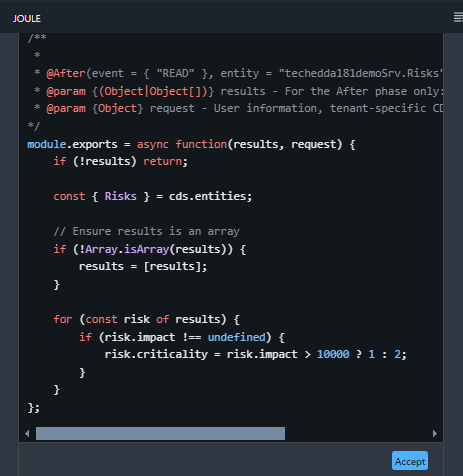 JOULE
/**
 *
 * @After(event = { "READ" }, entity = "techedda181demoSrv.Risks"
 * @param {(Object|Object[])} results - For the After phase only:
 * @param {Object} request - User information, tenant-specific CD
*/
module.exports = async function(results, request) {
    if (!results) return;

    const { Risks } = cds.entities;

    // Ensure results is an array
    if (!Array.isArray(results)) {
        results = [results];
    }

    for (const risk of results) {
        if (risk.impact !== undefined) {
            risk.criticality = risk.impact > 10000 ? 1 : 2;
        }
    }
};
Accept